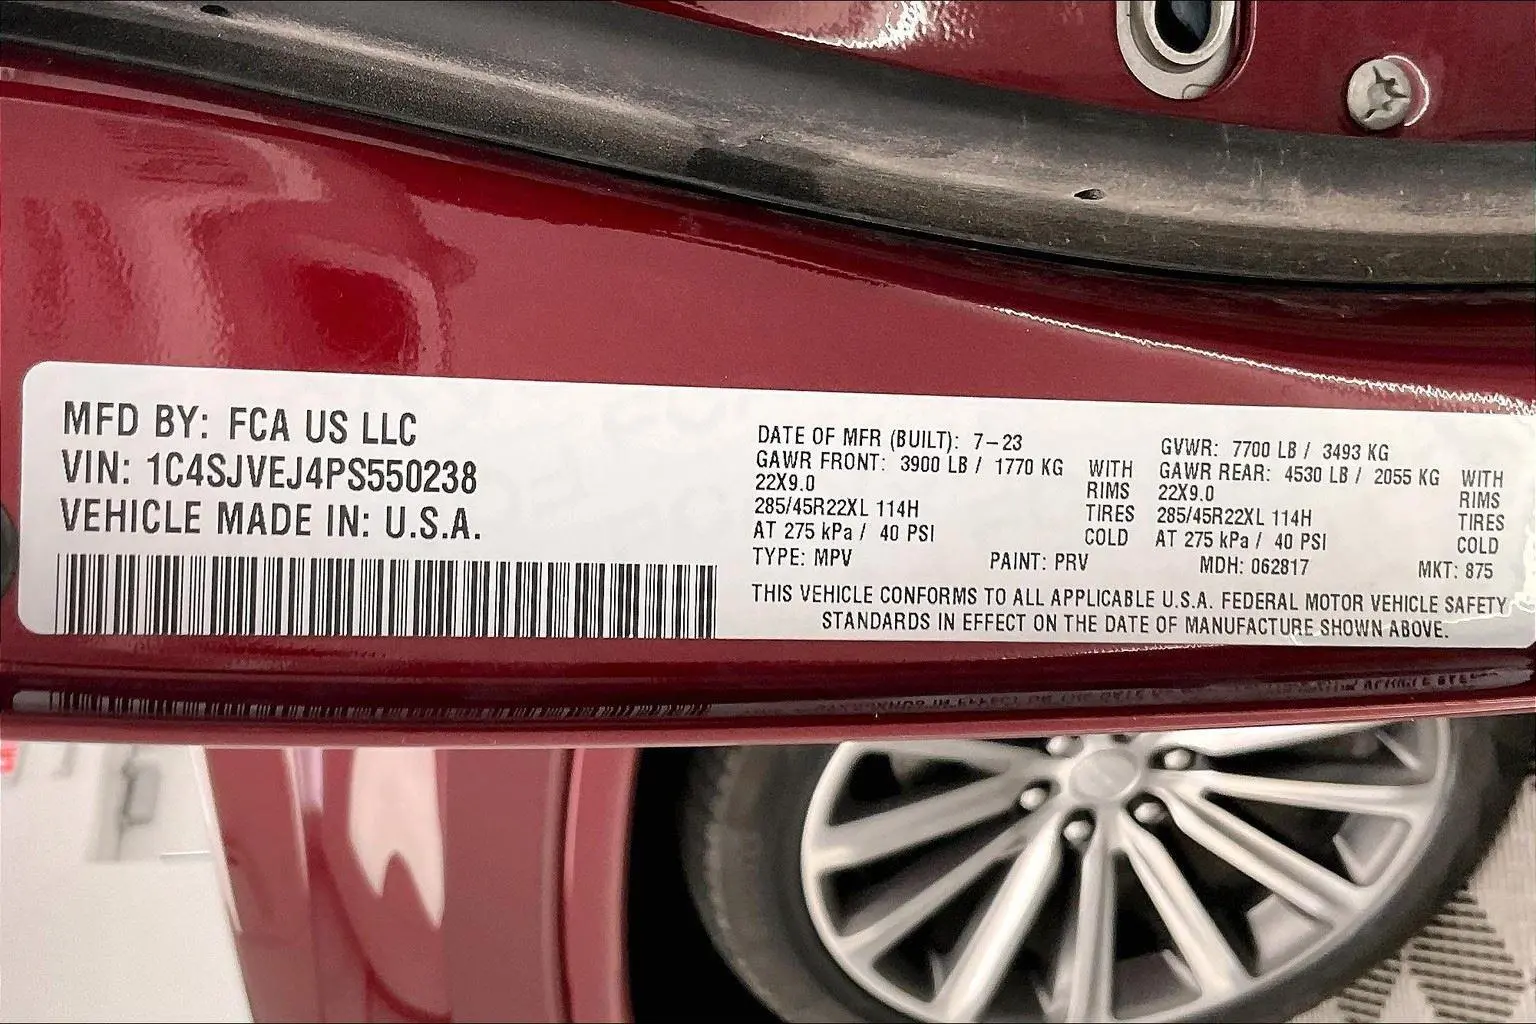 MFD BY: FCA US LLC
VIN: 1C4SJVEJ4PS550238
VEHICLE MADE IN: U.S.A.
DATE OF MFR (BUILT): 7-23
GAWR FRONT: 3900 LB / 1770 KG WITH
22X9.0 RIMS
285/45R22XL 114H TIRES
AT 275 kPa / 40 PSI COLD
GVWR: 7700 LB / 3493 KG
GAWR REAR: 4530 LB / 2055 KG WITH
22X9.0 RIMS
285/45R22XL 114H TIRES
AT 275 kPa / 40 PSI COLD
TYPE: MPV PAINT: PRV MDH: 062817 MKT: 875
THIS VEHICLE CONFORMS TO ALL APPLICABLE U.S.A. FEDERAL MOTOR VEHICLE SAFETY
STANDARDS IN EFFECT ON THE DATE OF MANUFACTURE SHOWN ABOVE.